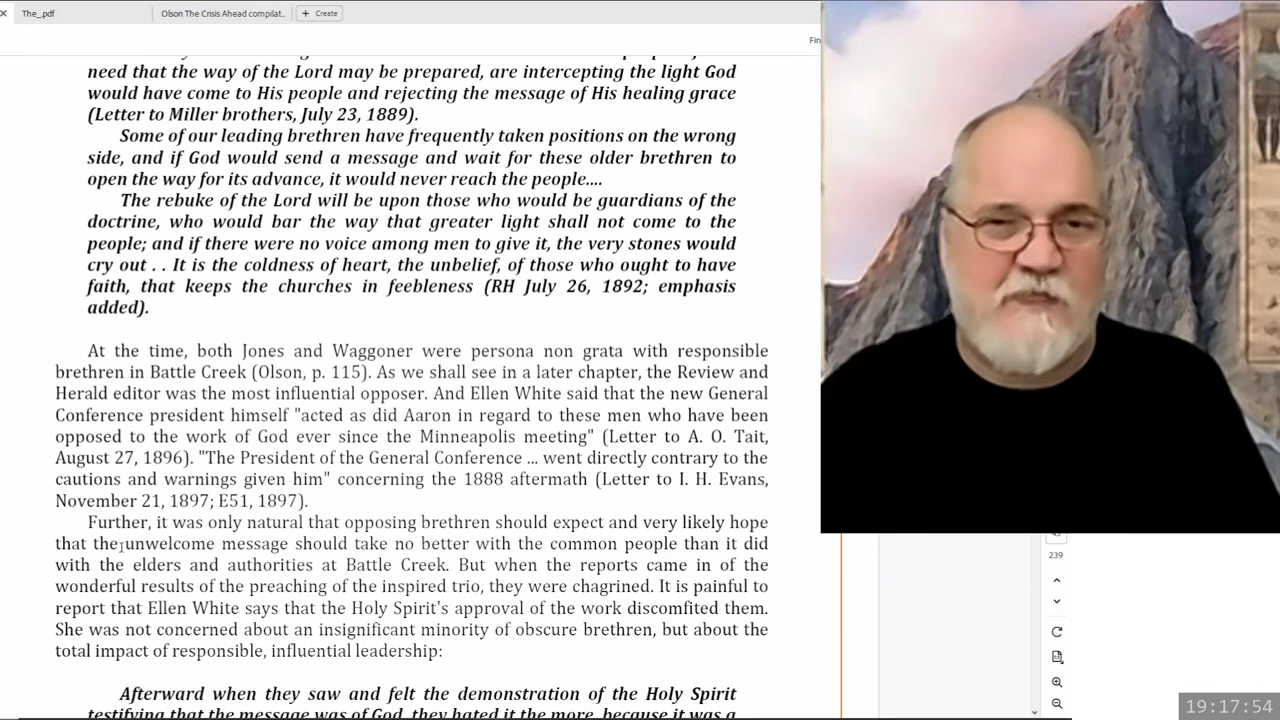 The_.pdf
Olson The Crisis Ahead compilat..
+ Create
Fin
need that the way of the Lord may be prepared, are intercepting the light God
would have come to His people and rejecting the message of His healing grace
(Letter to Miller brothers, July 23, 1889).
Some of our leading brethren have frequently taken positions on the wrong
side, and if God would send a message and wait for these older brethren to
open the way for its advance, it would never reach the people....
The rebuke of the Lord will be upon those who would be guardians of the
doctrine, who would bar the way that greater light shall not come to the
people; and if there were no voice among men to give it, the very stones would
cry out . . It is the coldness of heart, the unbelief, of those who ought to have
faith, that keeps the churches in feebleness (RH July 26, 1892; emphasis
added).
At the time, both Jones and Waggoner were persona non grata with responsible
brethren in Battle Creek (Olson, p. 115). As we shall see in a later chapter, the Review and
Herald editor was the most influential opposer. And Ellen White said that the new General
Conference president himself "acted as did Aaron in regard to these men who have been
opposed to the work of God ever since the Minneapolis meeting" (Letter to A. O. Tait,
August 27, 1896). "The President of the General Conference ... went directly contrary to the
cautions and warnings given him" concerning the 1888 aftermath (Letter to I. H. Evans,
November 21, 1897; E51, 1897).
Further, it was only natural that opposing brethren should expect and very likely hope
that the unwelcome message should take no better with the common people than it did
with the elders and authorities at Battle Creek. But when the reports came in of the
wonderful results of the preaching of the inspired trio, they were chagrined. It is painful to
report that Ellen White says that the Holy Spirit's approval of the work discomfited them.
She was not concerned about an insignificant minority of obscure brethren, but about the
total impact of responsible, influential leadership:
Afterward when they saw and felt the demonstration of the Holy Spirit
testifying that the message was of God, they hated it the more, because it was a
239
19:17:54